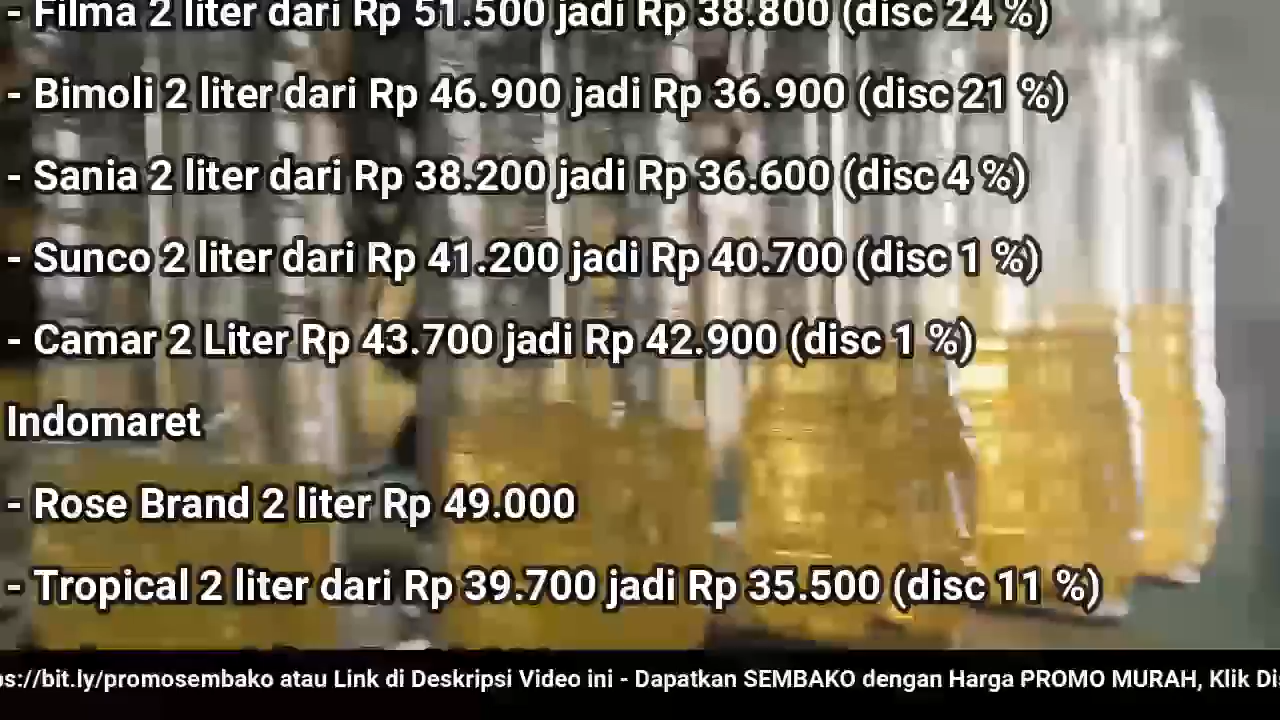 - Filma 2 liter dari Rp 51.500 jadi Rp 38.800 (disc 24 %)
- Bimoli 2 liter dari Rp 46.900 jadi Rp 36.900 (disc 21 %)
- Sania 2 liter dari Rp 38.200 jadi Rp 36.600 (disc 4 %)
- Sunco 2 liter dari Rp 41.200 jadi Rp 40.700 (disc 1 %)
- Camar 2 Liter Rp 43.700 jadi Rp 42.900 (disc 1 %)
Indomaret
- Rose Brand 2 liter Rp 49.000
- Tropical 2 liter dari Rp 39.700 jadi Rp 35.500 (disc 11 %)
ps://bit.ly/promosembako atau Link di Deskripsi Video ini - Dapatkan SEMBAKO dengan Harga PROMO MURAH, Klik Di